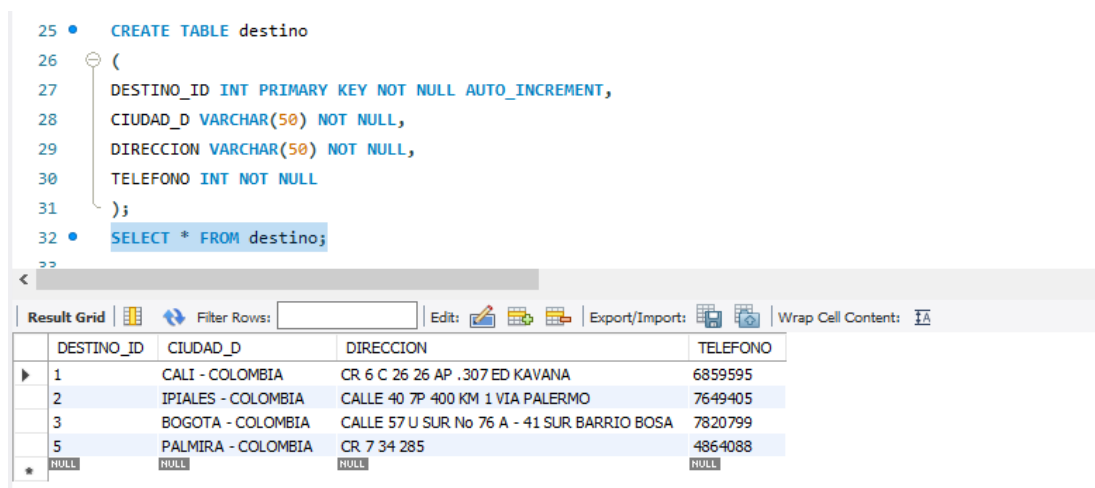 25 CREATE TABLE destino
26 (
27 DESTINO_ID INT PRIMARY KEY NOT NULL AUTO_INCREMENT,
28 CIUDAD_D VARCHAR(50) NOT NULL,
29 DIRECCION VARCHAR(50) NOT NULL,
30 TELEFONO INT NOT NULL
31 );
32 SELECT * FROM destino;
33
Result Grid Filter Rows: Edit: Export/Import: Wrap Cell Content: IA
DESTINO_ID CIUDAD_D DIRECCION TELEFONO
1 CALI - COLOMBIA CR 6 C 26 26 AP .307 ED KAVANA 6859595
2 IPIALES - COLOMBIA CALLE 40 7P 400 KM 1 VIA PALERMO 7649405
3 BOGOTA - COLOMBIA CALLE 57 U SUR No 76 A - 41 SUR BARRIO BOSA 7820799
5 PALMIRA - COLOMBIA CR 7 34 285 4864088
* NULL NULL NULL NULL